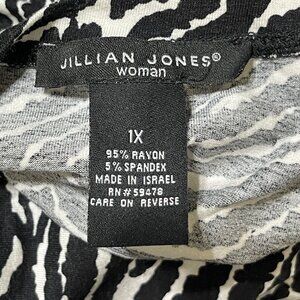 JILLIAN JONES®
woman
1X
95% RAYON
5% SPANDEX
MADE IN ISRAEL
RN# 59478
CARE ON REVERSE